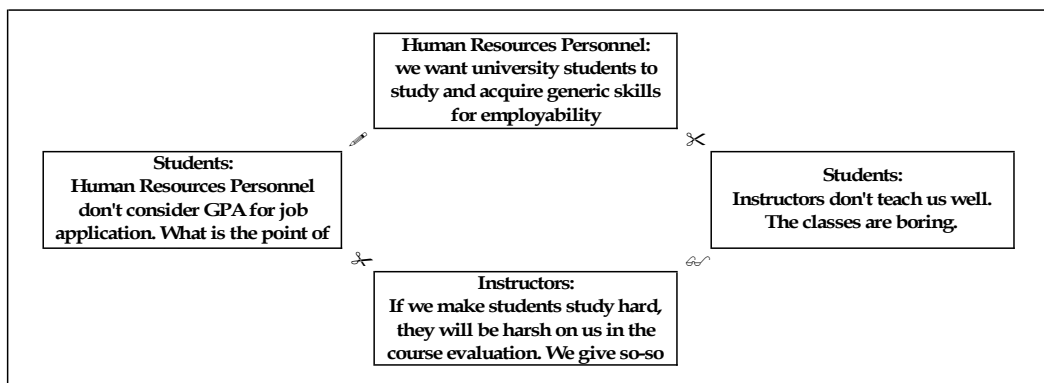 Human Resources Personnel:
we want university students to
study and acquire generic skills
for employability
Students:
Human Resources Personnel
don't consider GPA for job
application. What is the point of
Students:
Instructors don't teach us well.
The classes are boring.
Instructors:
If we make students study hard,
they will be harsh on us in the
course evaluation. We give so-so